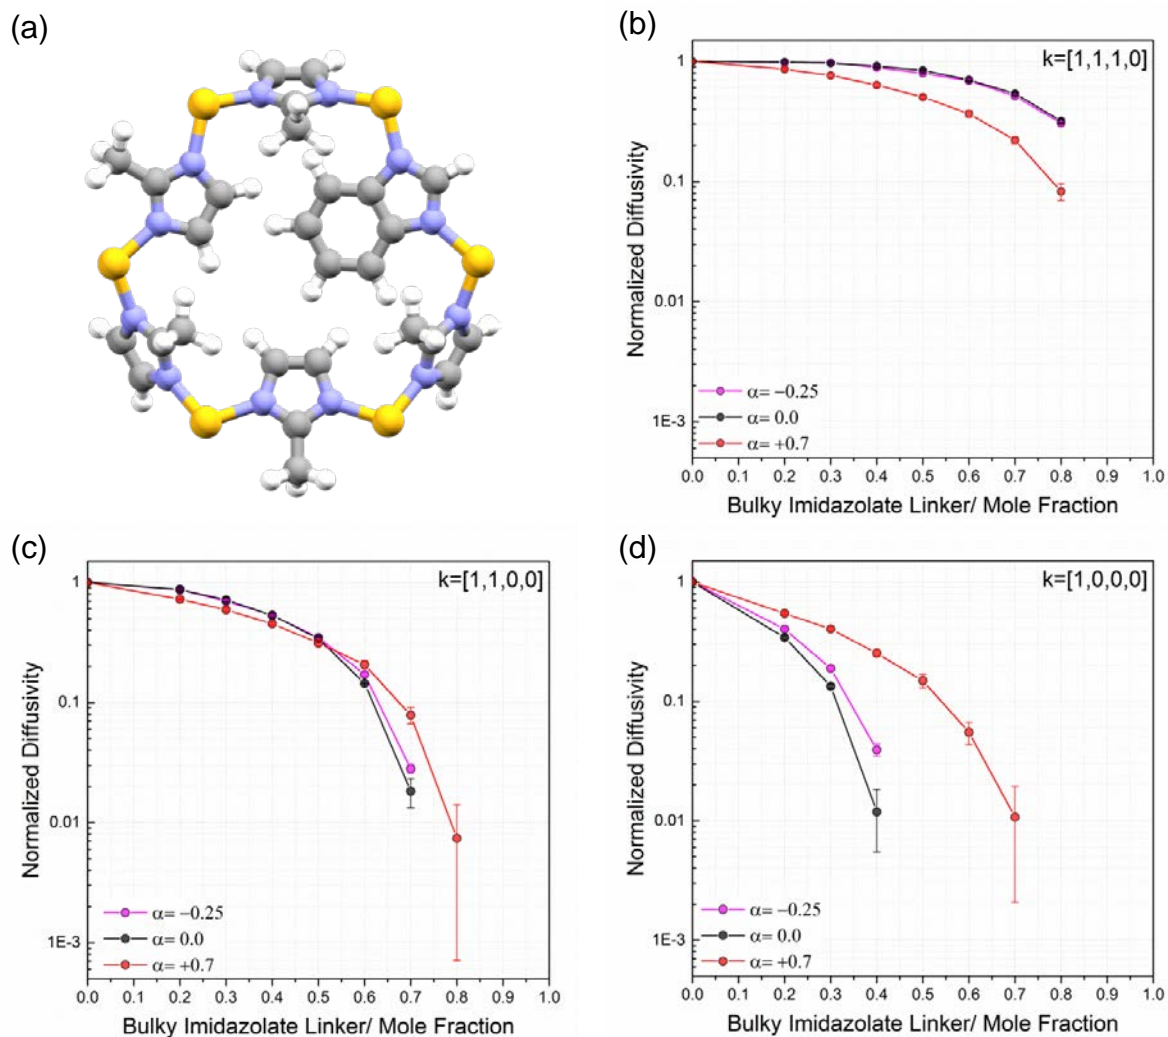 (a)
(b)
k=[1,1,1,0]
1
0.1
0.01
1E-3
Normalized Diffusivity
α= −0.25
α= 0.0
α= +0.7
0.0 0.1 0.2 0.3 0.4 0.5 0.6 0.7 0.8 0.9 1.0
Bulky Imidazolate Linker/ Mole Fraction
(c)
k=[1,1,0,0]
1
0.1
0.01
1E-3
Normalized Diffusivity
α= −0.25
α= 0.0
α= +0.7
0.0 0.1 0.2 0.3 0.4 0.5 0.6 0.7 0.8 0.9 1.0
Bulky Imidazolate Linker/ Mole Fraction
(d)
k=[1,0,0,0]
1
0.1
0.01
1E-3
Normalized Diffusivity
α= −0.25
α= 0.0
α= +0.7
0.0 0.1 0.2 0.3 0.4 0.5 0.6 0.7 0.8 0.9 1.0
Bulky Imidazolate Linker/ Mole Fraction